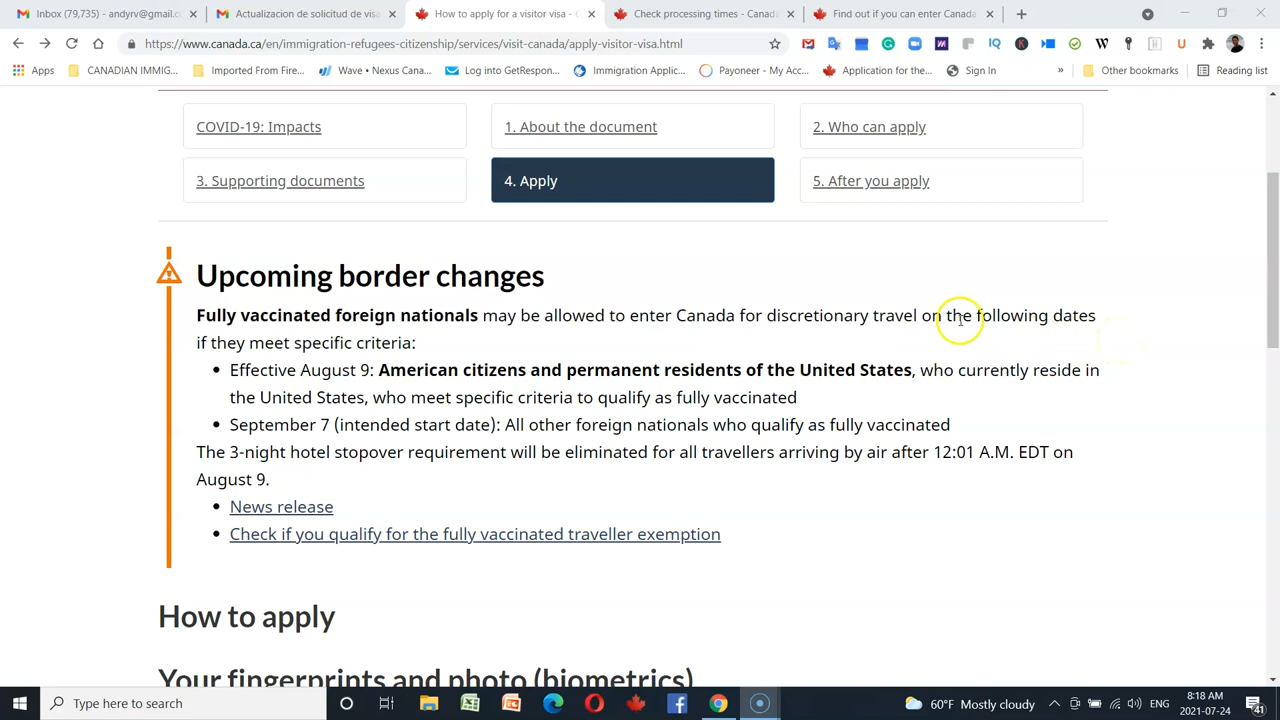 Inbox (79,735) - andyrv@gmail.c
Actualizacion de solicitud de visa
How to apply for a visitor visa -
Check processing times - Canada
Find out if you can enter Canada
https://www.canada.ca/en/immigration-refugees-citizenship/services/visit-canada/apply-visitor-visa.html
Apps
CANADIAN IMMIG...
Imported From Fire...
Wave • Nexus Cana...
Log into GetRespon...
Immigration Applic...
Payoneer - My Acc...
Application for the...
Sign In
»
Other bookmarks
Reading list
COVID-19: Impacts
1. About the document
2. Who can apply
3. Supporting documents
4. Apply
5. After you apply
Upcoming border changes
Fully vaccinated foreign nationals may be allowed to enter Canada for discretionary travel on the following dates
if they meet specific criteria:
• Effective August 9: American citizens and permanent residents of the United States, who currently reside in
the United States, who meet specific criteria to qualify as fully vaccinated
• September 7 (intended start date): All other foreign nationals who qualify as fully vaccinated
The 3-night hotel stopover requirement will be eliminated for all travellers arriving by air after 12:01 A.M. EDT on
August 9.
• News release
• Check if you qualify for the fully vaccinated traveller exemption
How to apply
Your fingerprints and photo (biometrics)
Type here to search
60°F Mostly cloudy
ENG
8:18 AM
2021-07-24
41